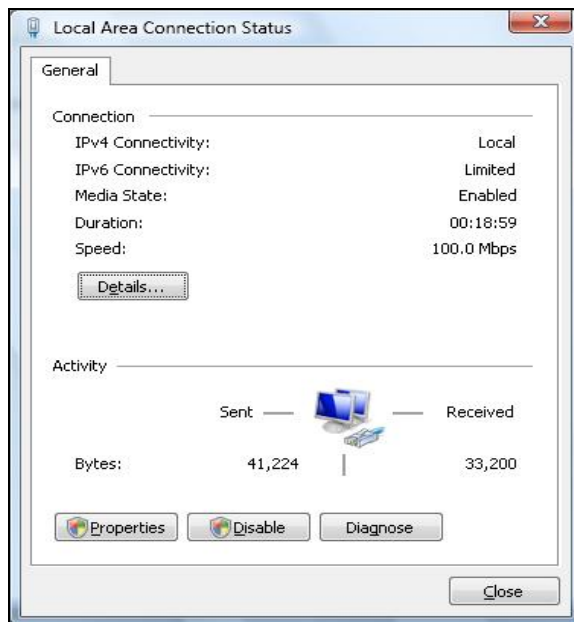 Local Area Connection Status
General
Connection
IPv4 Connectivity: Local
IPv6 Connectivity: Limited
Media State: Enabled
Duration: 00:18:59
Speed: 100.0 Mbps
Details...
Activity
Sent Received
Bytes: 41,224 33,200
Properties Disable Diagnose
Close